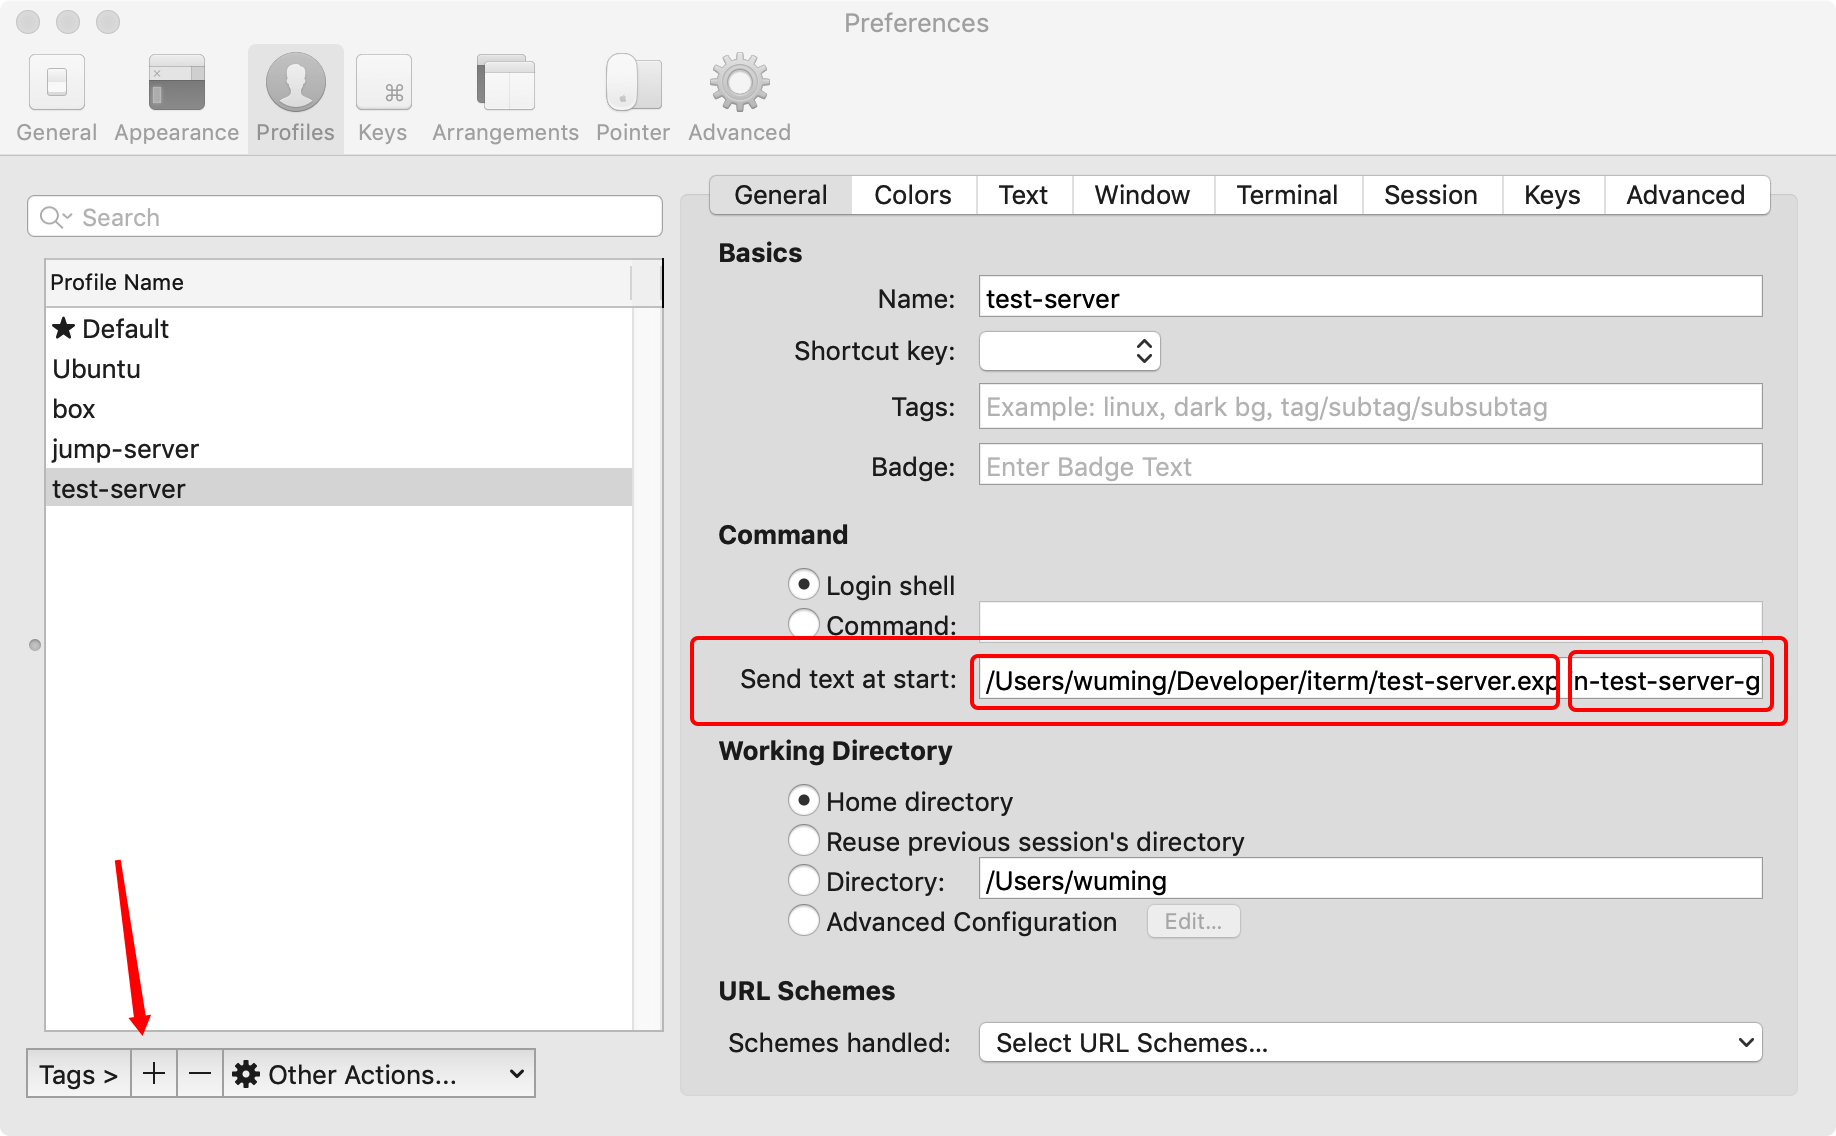 Preferences
General Appearance Profiles Keys Arrangements Pointer Advanced
Search
Profile Name
★ Default
Ubuntu
box
jump-server
test-server
Tags > + — Other Actions...
General Colors Text Window Terminal Session Keys Advanced
Basics
Name: test-server
Shortcut key:
Tags: Example: linux, dark bg, tag/subtag/subsubtag
Badge: Enter Badge Text
Command
Login shell
Command:
Send text at start: /Users/wuming/Developer/iterm/test-server.exp n-test-server-g
Working Directory
Home directory
Reuse previous session's directory
Directory: /Users/wuming
Advanced Configuration Edit...
URL Schemes
Schemes handled: Select URL Schemes...